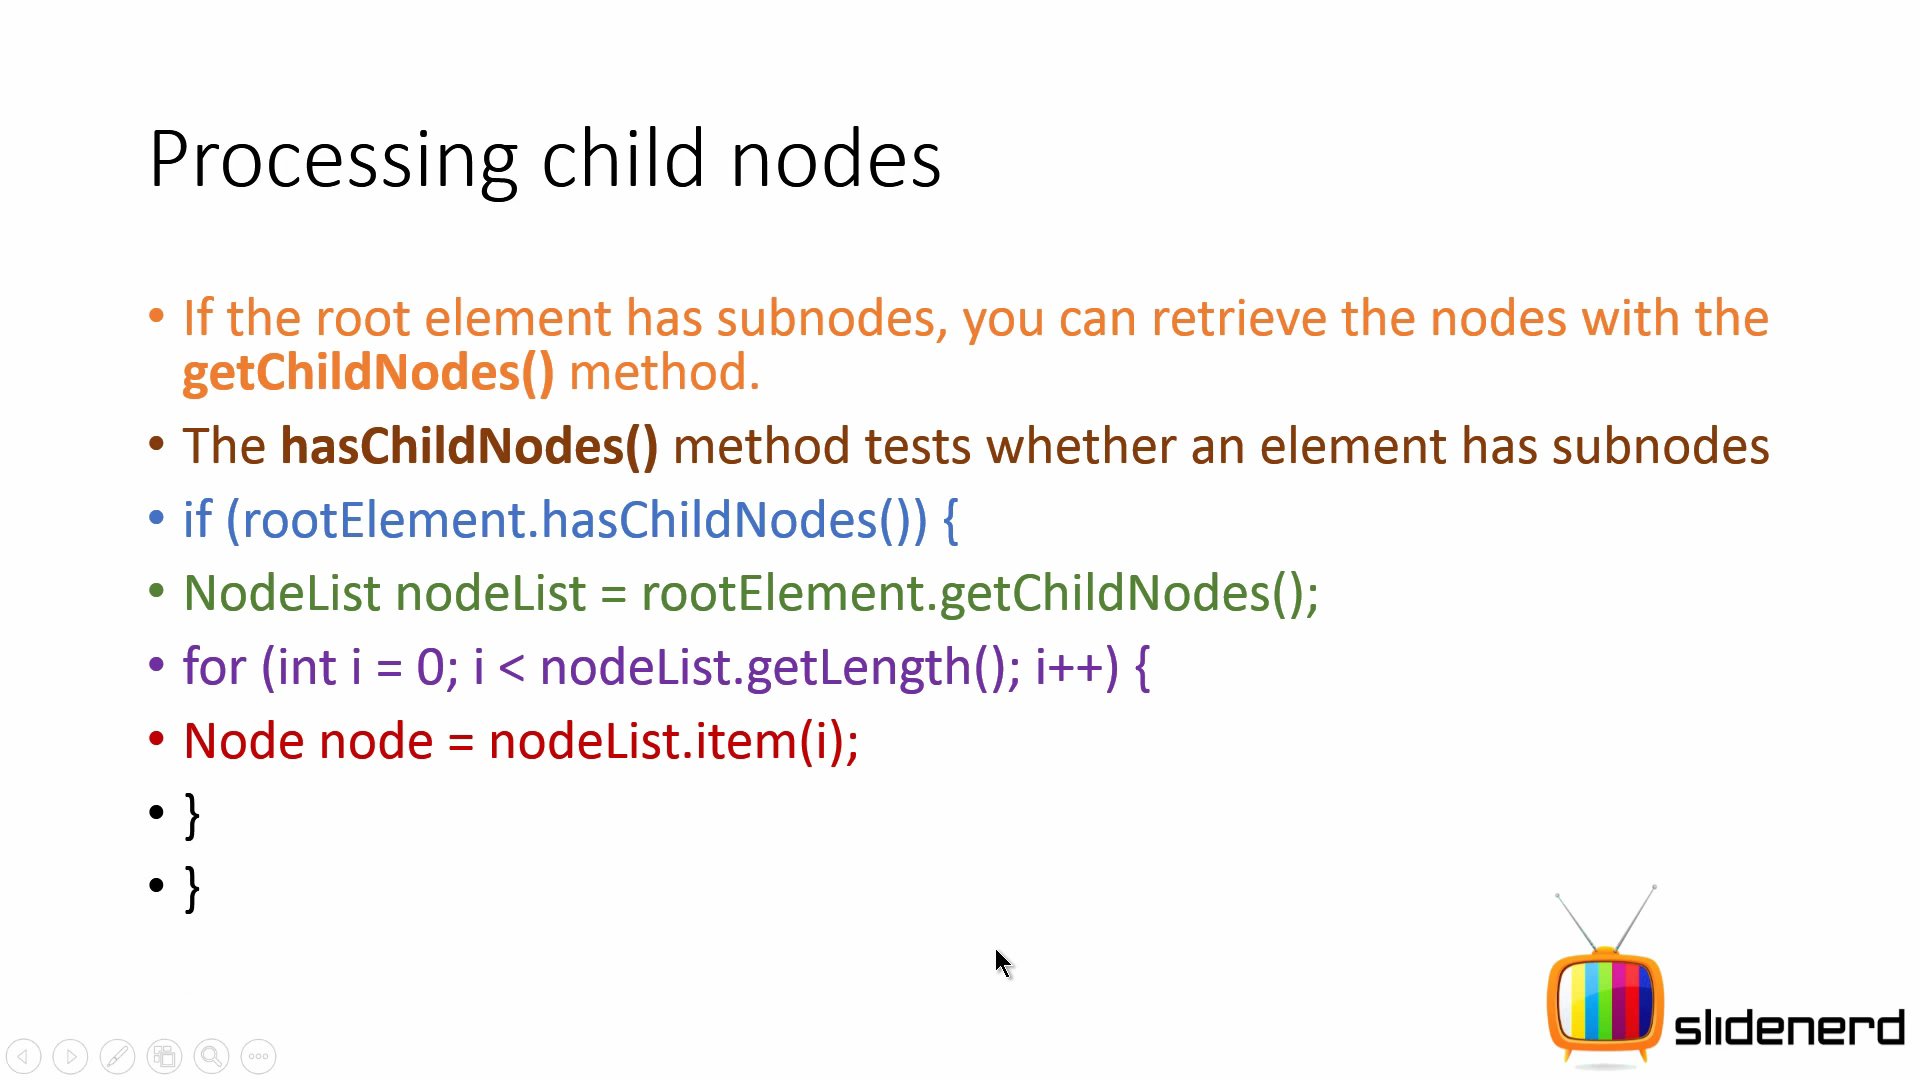 Processing child nodes
• If the root element has subnodes, you can retrieve the nodes with the
getChildNodes() method.
• The hasChildNodes() method tests whether an element has subnodes
• if (rootElement.hasChildNodes()) {
• NodeList nodeList = rootElement.getChildNodes();
• for (int i = 0; i < nodeList.getLength(); i++) {
• Node node = nodeList.item(i);
• }
• }
slidenerd